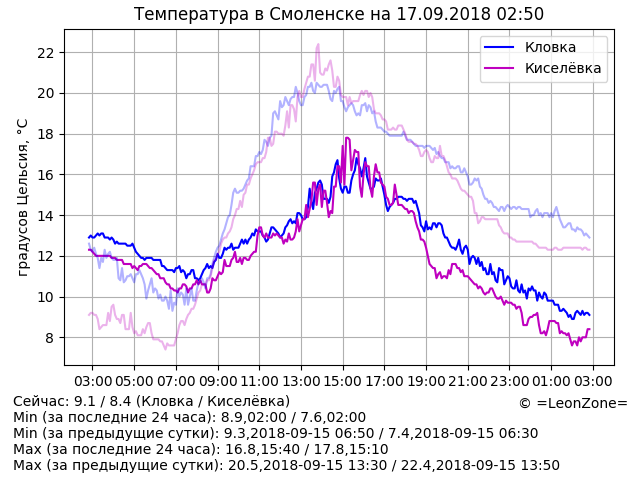 Температура в Смоленске на 17.09.2018 02:50
Кловка
Киселёвка
градусов Цельсия, °C
22
20
18
16
14
12
10
8
03:00 05:00 07:00 09:00 11:00 13:00 15:00 17:00 19:00 21:00 23:00 01:00 03:00
Сейчас: 9.1 / 8.4 (Кловка / Киселёвка)
© =LeonZone=
Min (за последние 24 часа): 8.9,02:00 / 7.6,02:00
Min (за предыдущие сутки): 9.3,2018-09-15 06:50 / 7.4,2018-09-15 06:30
Max (за последние 24 часа): 16.8,15:40 / 17.8,15:10
Max (за предыдущие сутки): 20.5,2018-09-15 13:30 / 22.4,2018-09-15 13:50